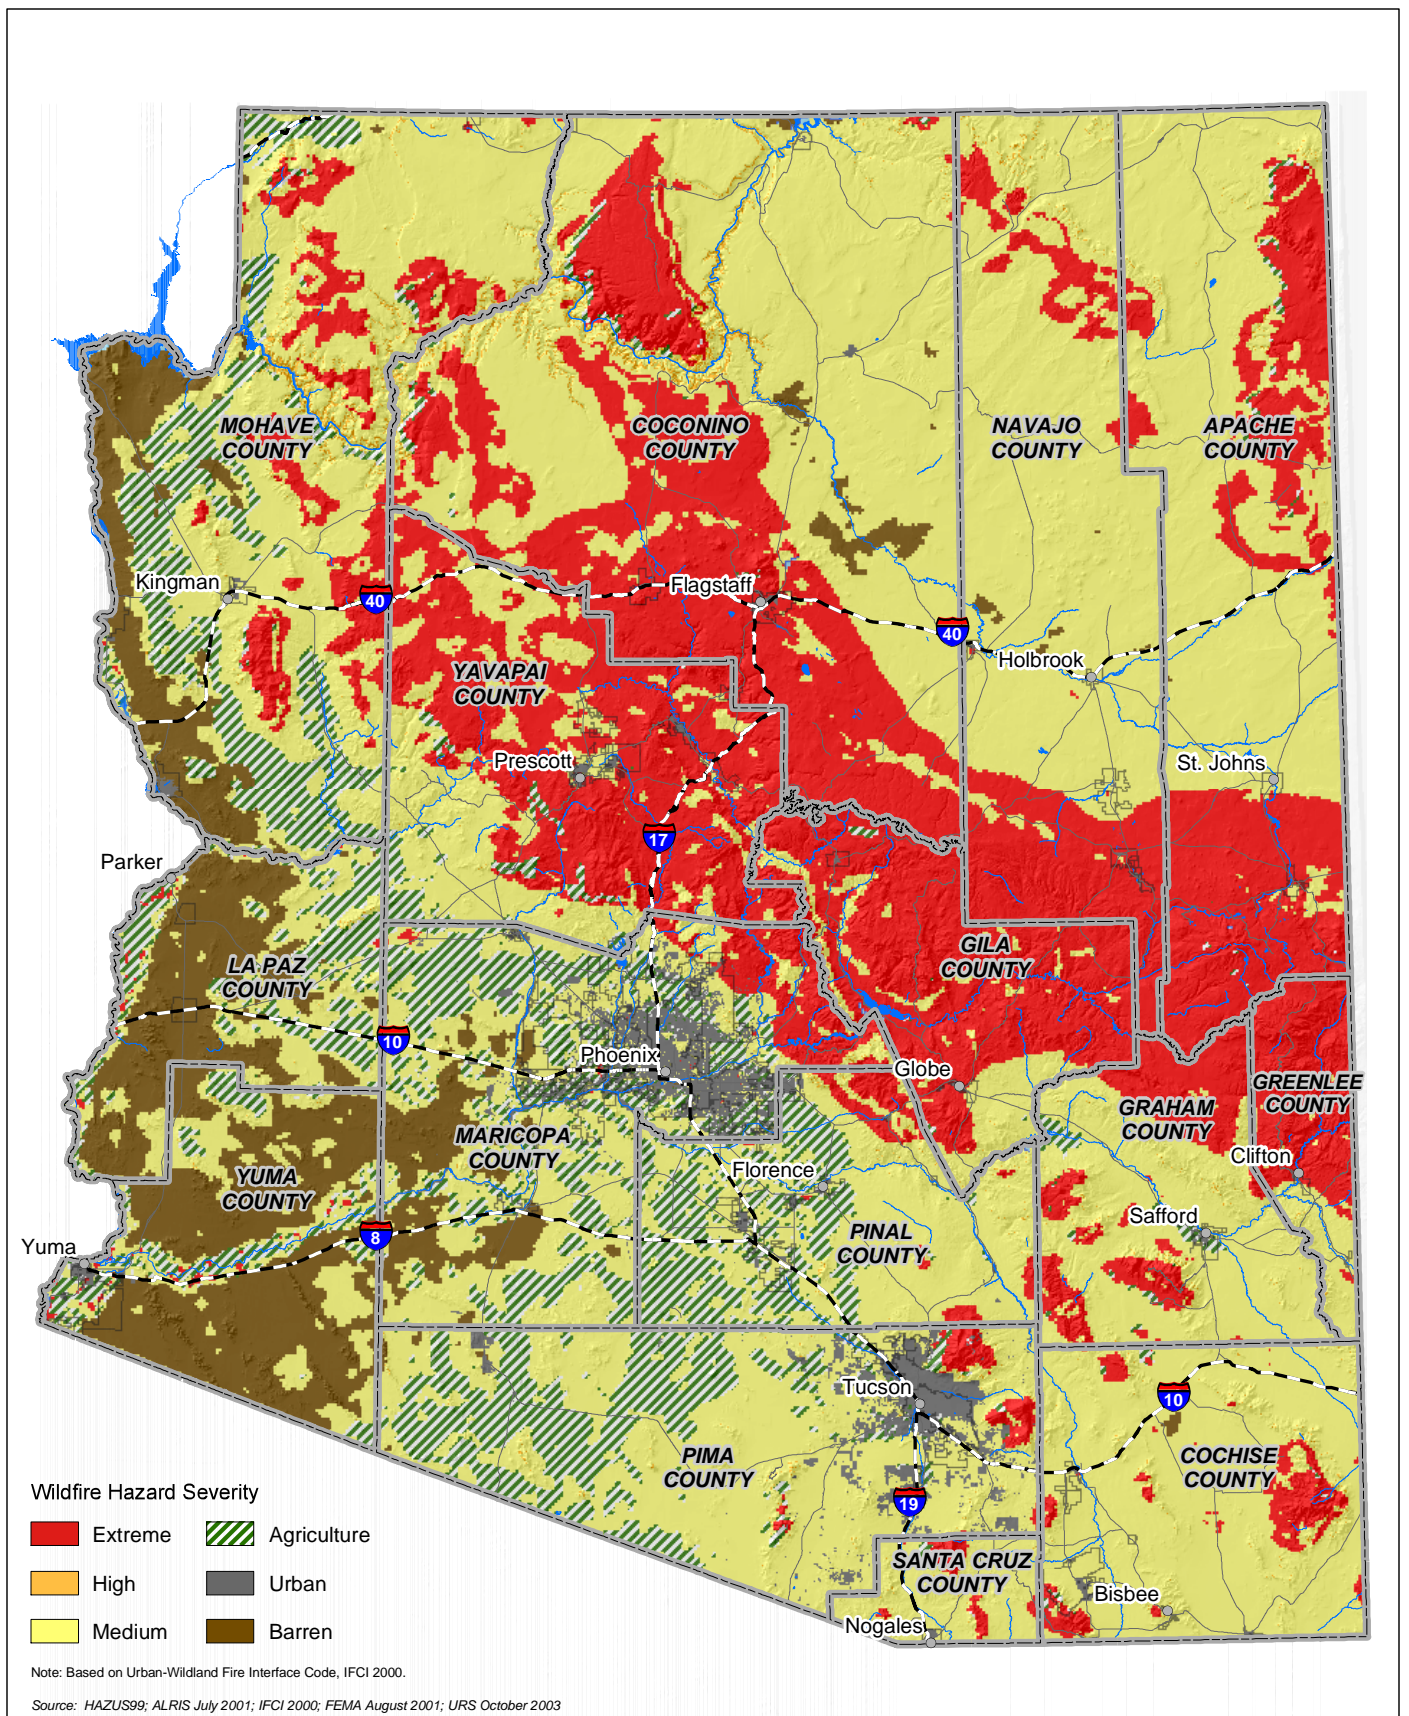 MOHAVE
COUNTY
COCONINO
COUNTY
NAVAJO
COUNTY
APACHE
COUNTY
Kingman
40
Flagstaff
40
Holbrook
YAVAPAI
COUNTY
Prescott
St. Johns
17
Parker
LA PAZ
COUNTY
GILA
COUNTY
10
Phoenix
Globe
GREENLEE
COUNTY
GRAHAM
COUNTY
MARICOPA
COUNTY
Clifton
Florence
YUMA
COUNTY
Safford
PINAL
COUNTY
8
Yuma
Tucson
10
PIMA
COUNTY
COCHISE
COUNTY
19
SANTA CRUZ
COUNTY
Bisbee
Nogales
Wildfire Hazard Severity
Extreme
Agriculture
High
Urban
Medium
Barren
Note: Based on Urban-Wildland Fire Interface Code, IFCI 2000.
Source: HAZUS99; ALRIS July 2001; IFCI 2000; FEMA August 2001; URS October 2003